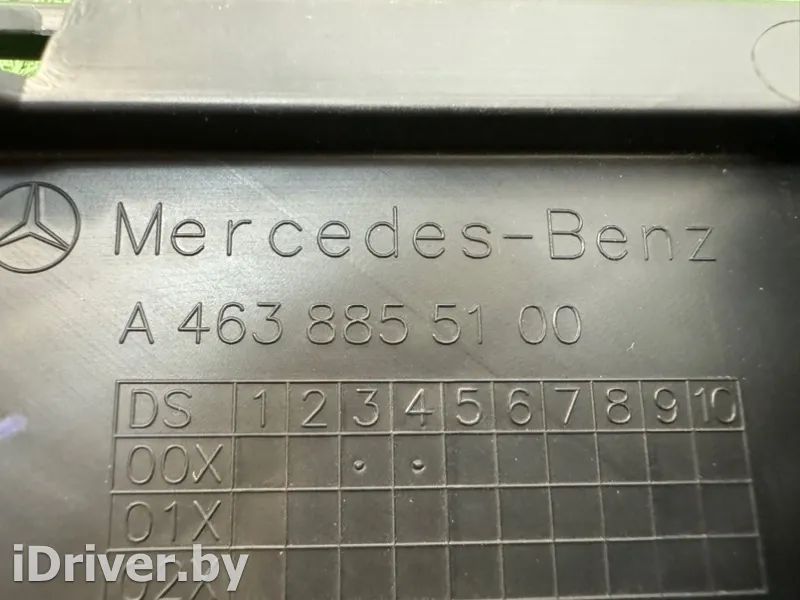 Mercedes-Benz
A 463 885 51 00
DS 1 2 3 4 5 6 7 8 9 10
00X
01X
02X
iDriver.by